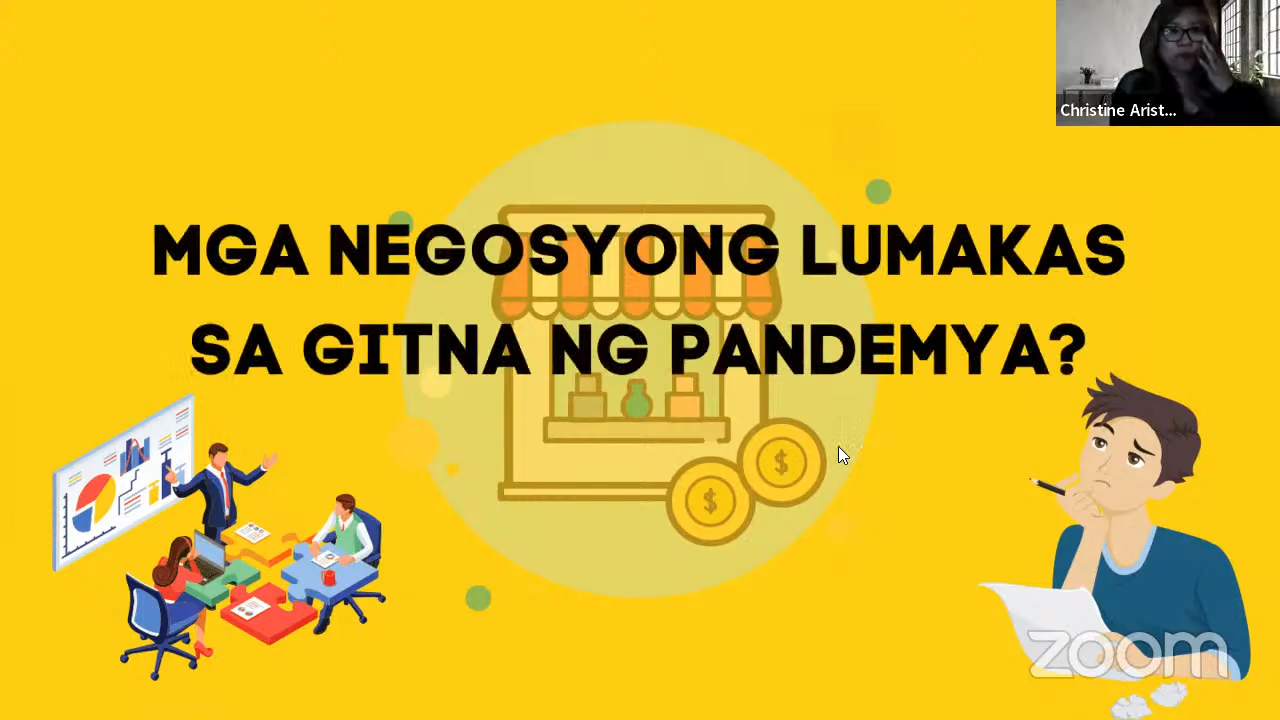 Christine Arist...
MGA NEGOSYONG LUMAKAS
SA GITNA NG PANDEMYA?
$
$
zoom